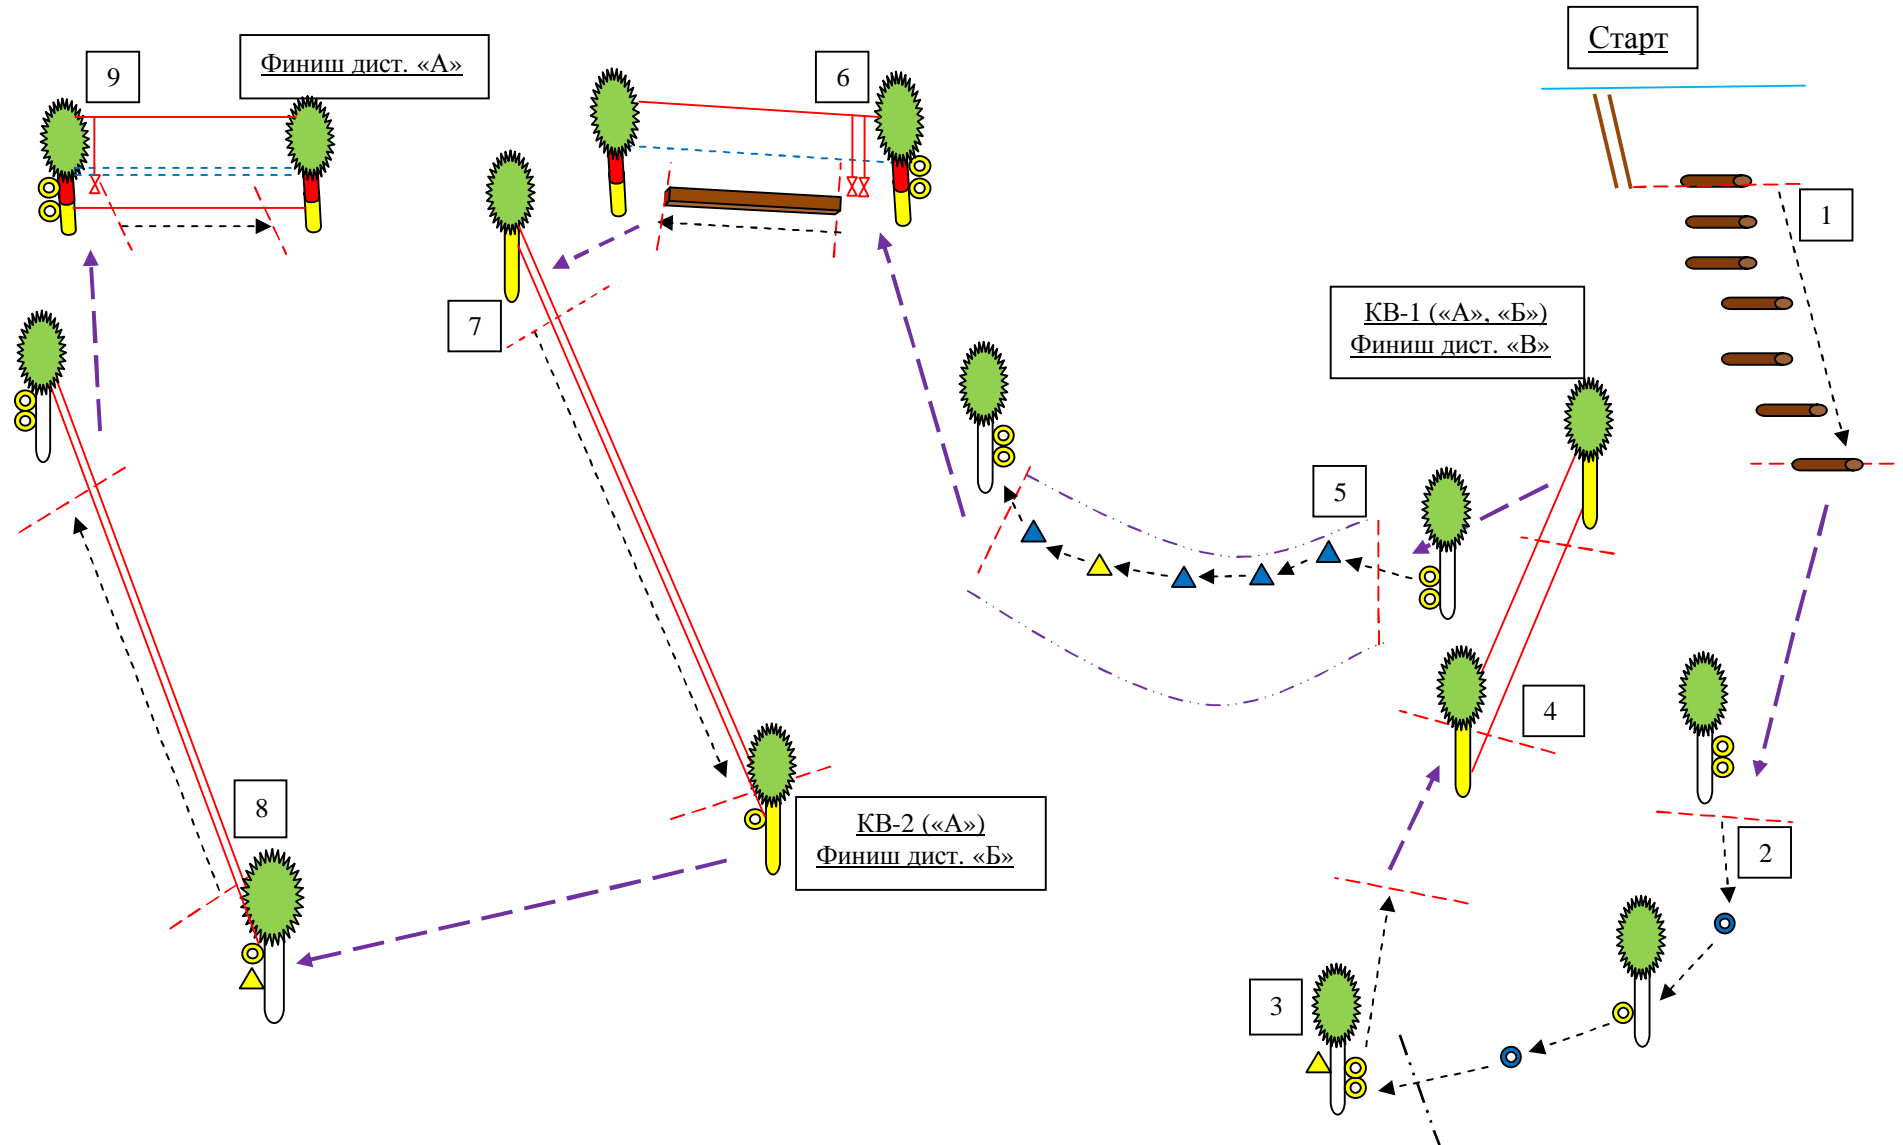 Старт
9
Финиш дист. «А»
6
1
7
КВ-1 («А», «Б»)
Финиш дист. «В»
5
4
8
КВ-2 («А»)
Финиш дист. «Б»
2
3